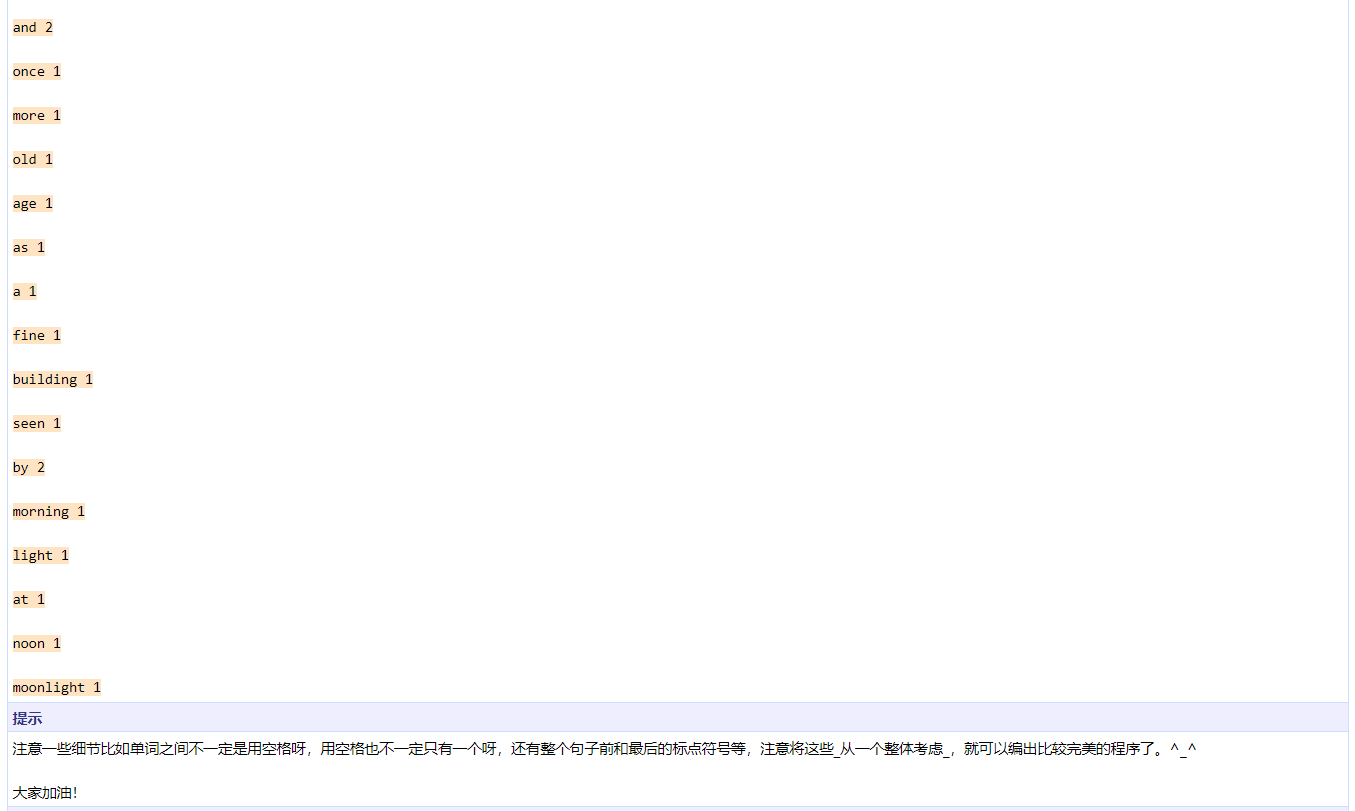 and 2
once 1
more 1
old 1
age 1
as 1
a 1
fine 1
building 1
seen 1
by 2
morning 1
light 1
at 1
noon 1
moonlight 1
提示
注意一些细节比如单词之间不一定是用空格呀，用空格也不一定只有一个呀，还有整个句子前和最后的标点符号等，注意将这些_从一个整体考虑_，就可以编出比较完美的程序了。^_^
大家加油！